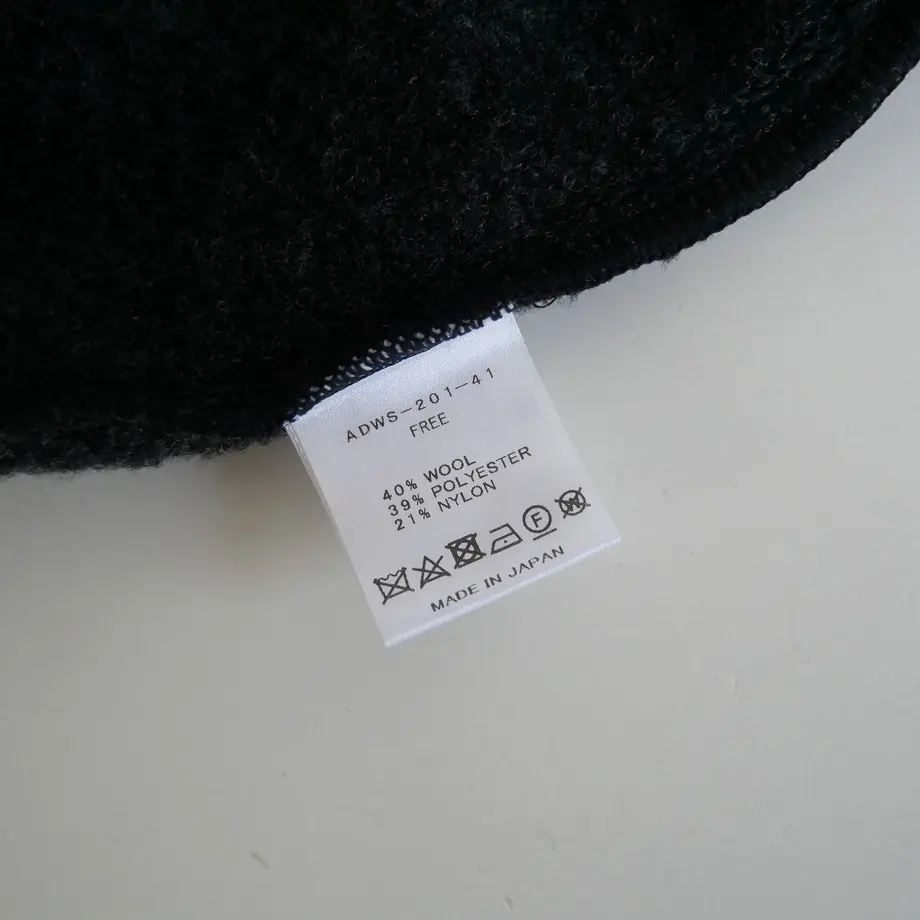 ADWS-201-41
FREE
40% WOOL
39% POLYESTER
21% NYLON
F W
MADE IN JAPAN